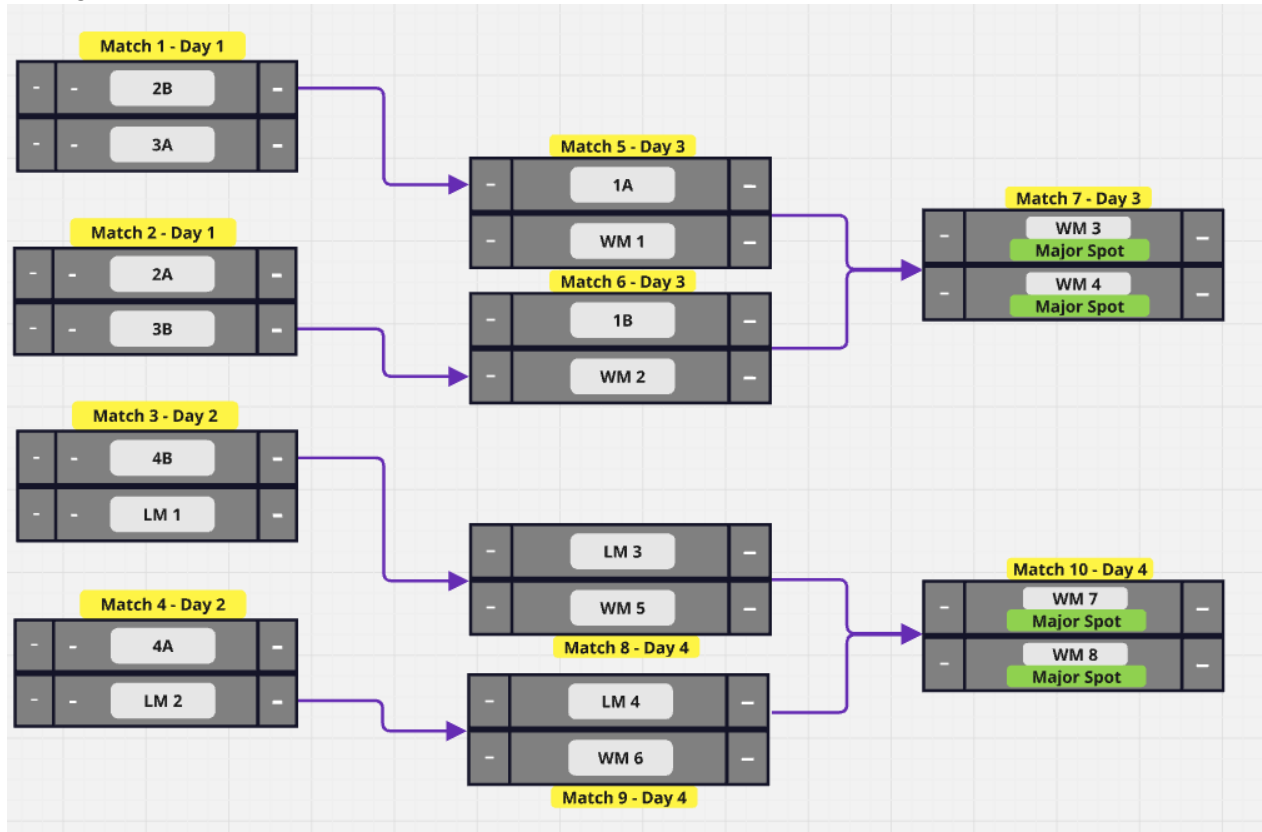 Match 1 - Day 1
- - 2B -
- - 3A -
Match 2 - Day 1
- - 2A -
- - 3B -
Match 3 - Day 2
- - 4B -
- - LM 1 -
Match 4 - Day 2
- - 4A -
- - LM 2 -
Match 5 - Day 3
- 1A -
- WM 1 -
Match 6 - Day 3
- 1B -
- WM 2 -
- LM 3 -
- WM 5 -
Match 8 - Day 4
- LM 4 -
- WM 6 -
Match 9 - Day 4
Match 7 - Day 3
- WM 3 -
Major Spot
- WM 4 -
Major Spot
Match 10 - Day 4
- WM 7 -
Major Spot
- WM 8 -
Major Spot